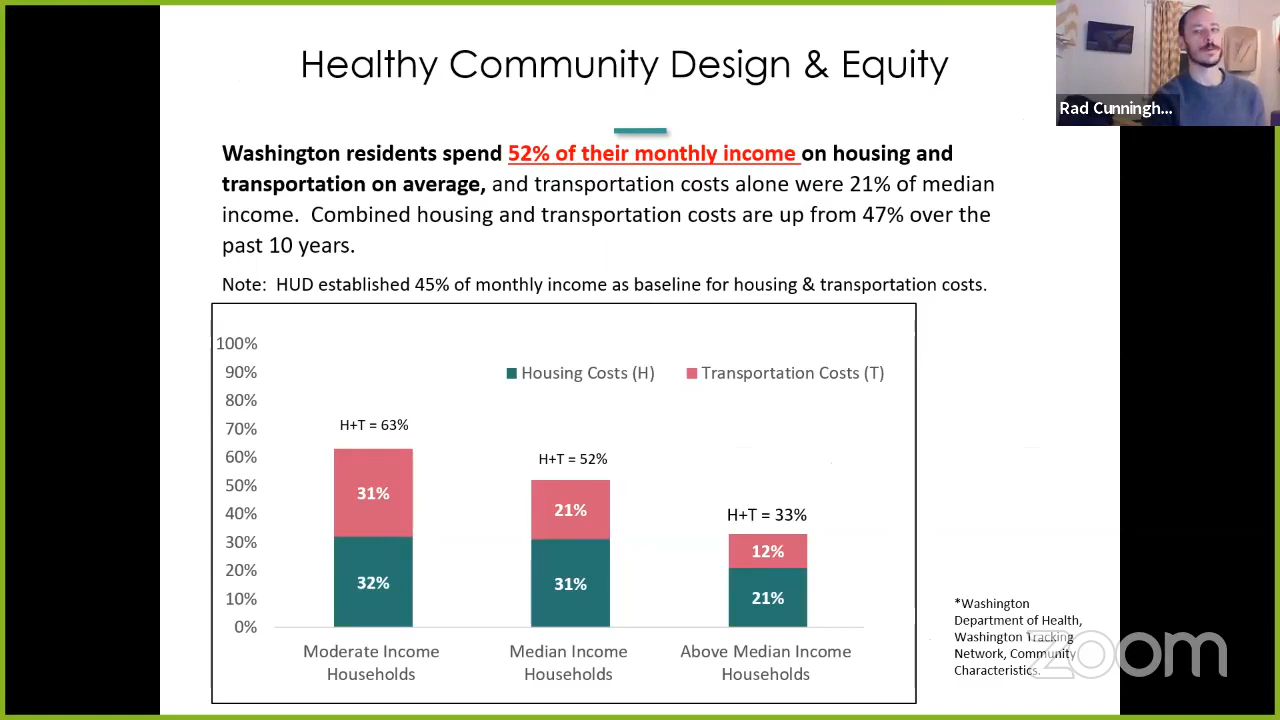 Healthy Community Design & Equity
Rad Cunningh...
Washington residents spend 52% of their monthly income on housing and
transportation on average, and transportation costs alone were 21% of median
income. Combined housing and transportation costs are up from 47% over the
past 10 years.
Note: HUD established 45% of monthly income as baseline for housing & transportation costs.
100%
90%
80%
70%
60%
50%
40%
30%
20%
10%
0%
Housing Costs (H)
Transportation Costs (T)
H+T = 63%
31%
32%
H+T = 52%
21%
31%
H+T = 33%
12%
21%
Moderate Income
Households
Median Income
Households
Above Median Income
Households
*Washington
Department of Health,
Washington Tracking
Network, Community
Characteristics.
zoom